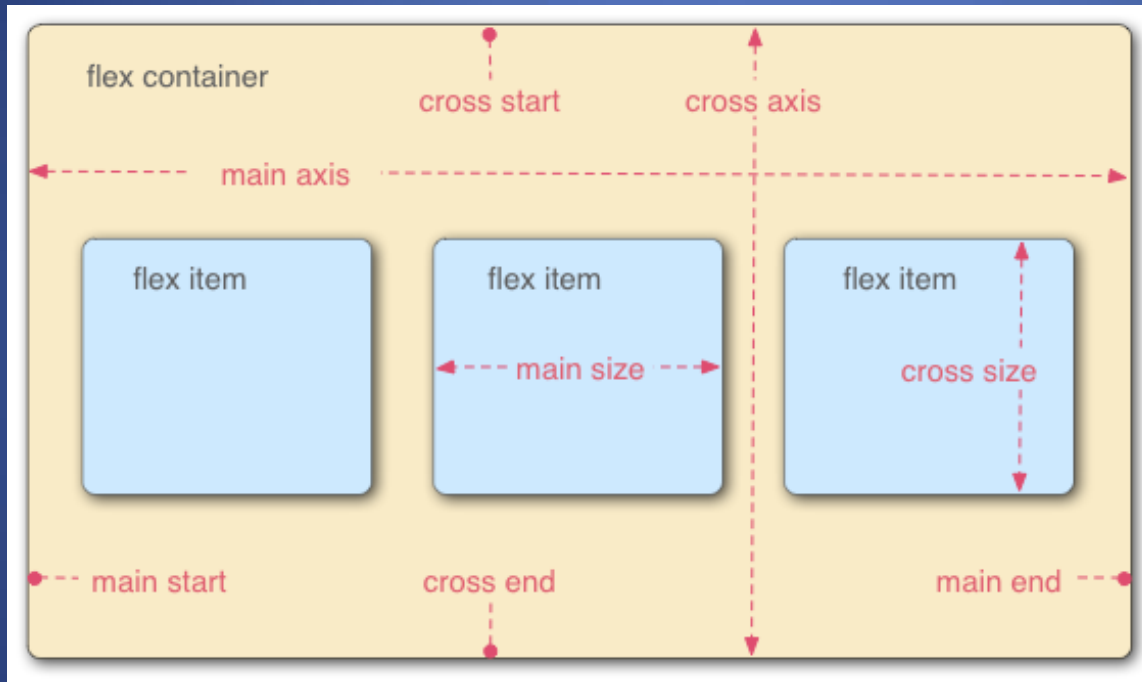 flex container
cross start
cross axis
main axis
flex item
flex item
flex item
main size
cross size
main start
cross end
main end